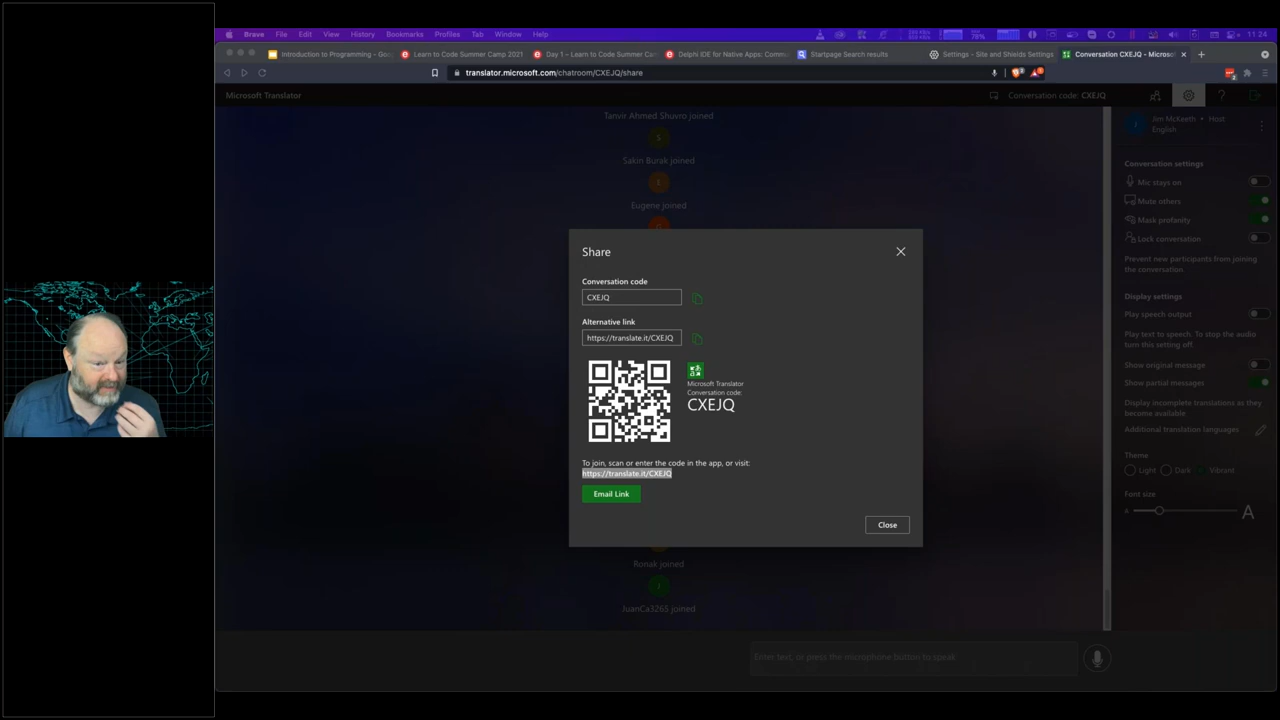 Brave File Edit View History Bookmarks Profiles Tab Window Help 11:24
Introduction to Programming - Goo
Learn to Code Summer Camp 2021
Day 1 – Learn to Code Summer Cam
Delphi IDE for Native Apps: Comm
Startpage Search results
Settings - Site and Shields Settings
Conversation CXEJQ - Microsof
translator.microsoft.com/chatroom/CXEJQ/share
Microsoft Translator
Conversation code: CXEJQ
Tanvir Ahmed Shuvro joined
S
Sakin Burak joined
Eugene joined
Share
Conversation code
CXEJQ
Alternative link
https://translate.it/CXEJQ
Microsoft Translator
Conversation code:
CXEJQ
To join, scan or enter the code in the app, or visit:
https://translate.it/CXEJQ
Email Link
Close
Ronak joined
J
JuanCa3265 joined
Enter text, or press the microphone button to speak
Jim McKeeth • Host
English
Conversation settings
Mic stays on
Mute others
Mask profanity
Lock conversation
Prevent new participants from joining
the conversation.
Display settings
Play speech output
Play text to speech. To stop the audio
turn this setting off.
Show original message
Show partial messages
Display incomplete translations as they
become available
Additional translation languages
Theme
Light Dark Vibrant
Font size
A A